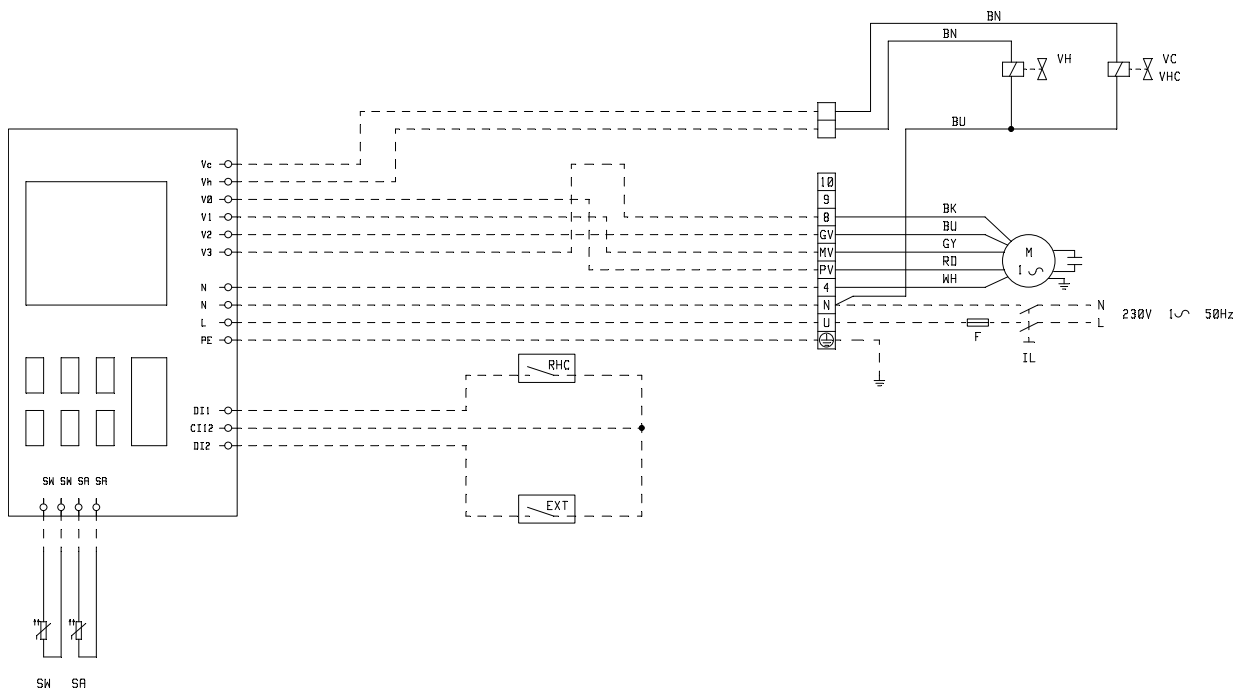 BN
BN
VH
VC
VHC
BU
Vc
Vh
V0
V1
V2
V3
N
N
L
PE
10
9
8
GV
MV
PV
4
N
U
BK
BU
GY
RD
WH
M
1
N
L
230V 1 50Hz
F
IL
RHC
DI1
CI12
DI2
EXT
SW SW SA SA
SW SA